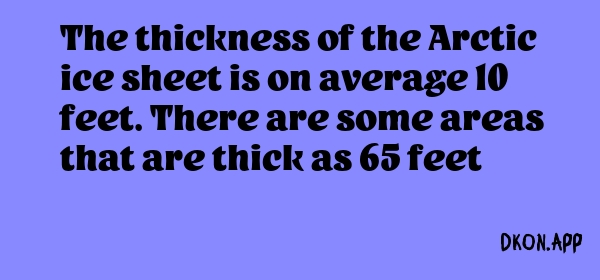 The thickness of the Arctic
ice sheet is on average 10
feet. There are some areas
that are thick as 65 feet
DKON.APP